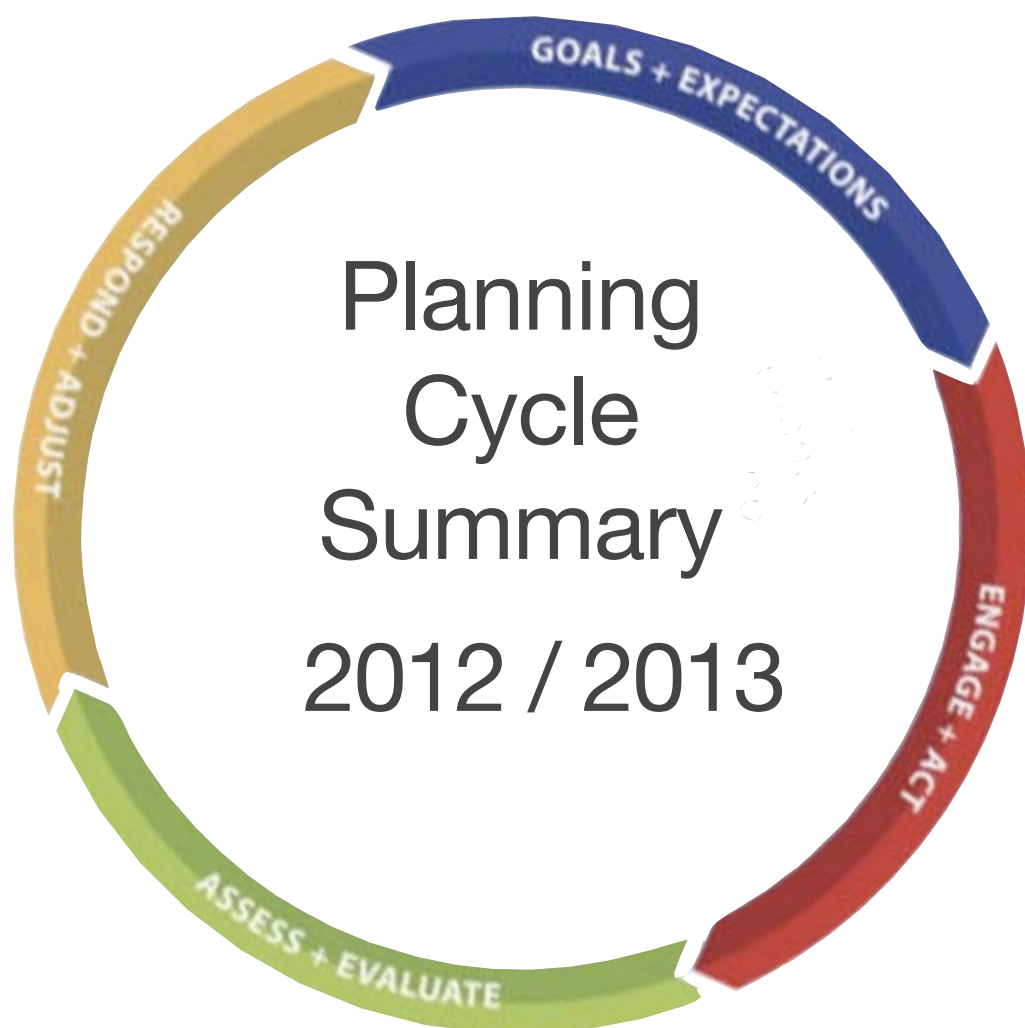 GOALS + EXPECTATIONS
RESPOND + ADJUST
Planning
Cycle
Summary
2012 / 2013
ENGAGE + ACT
ASSESS + EVALUATE